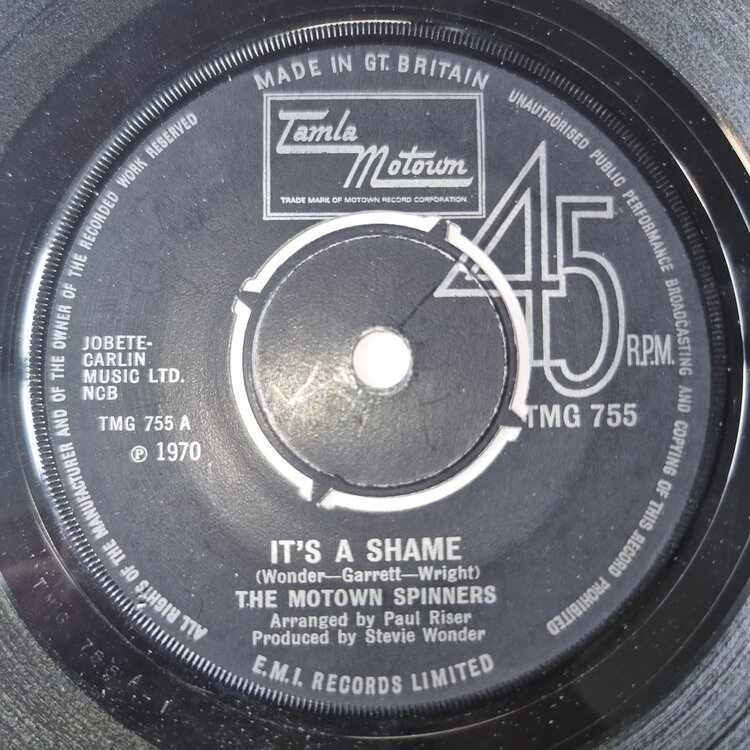 MADE IN GT. BRITAIN
Tamla
Motown
TRADE MARK OF MOTOWN RECORD CORPORATION
UNAUTHORISED PUBLIC PERFORMANCE BROADCASTING AND COPYING OF THIS RECORD PROHIBITED
ALL RIGHTS OF THE MANUFACTURER AND OF THE OWNER OF THE RECORDED WORK RESERVED
45
R.P.M.
JOBETE-
CARLIN
MUSIC LTD.
NCB
TMG 755 A
℗ 1970
TMG 755
IT'S A SHAME
(Wonder—Garrett—Wright)
THE MOTOWN SPINNERS
Arranged by Paul Riser
Produced by Stevie Wonder
E.M.I. RECORDS LIMITED
TMG 755 A-1